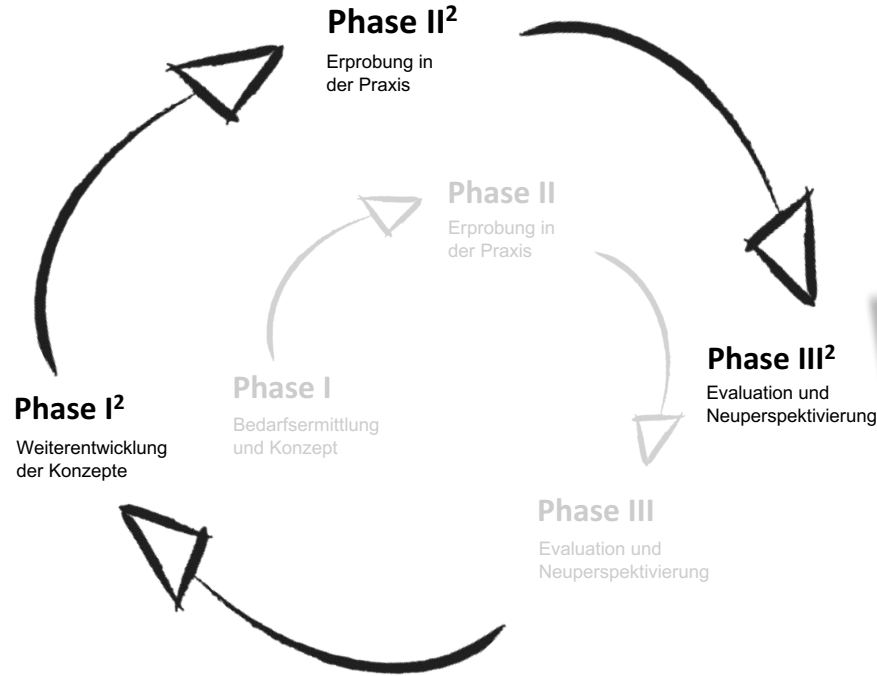 Phase II²
Erprobung in
der Praxis
Phase II
Erprobung in
der Praxis
Phase III²
Evaluation und
Neuperspektivierung
Phase I
Bedarfsermittlung
und Konzept
Phase I²
Weiterentwicklung
der Konzepte
Phase III
Evaluation und
Neuperspektivierung